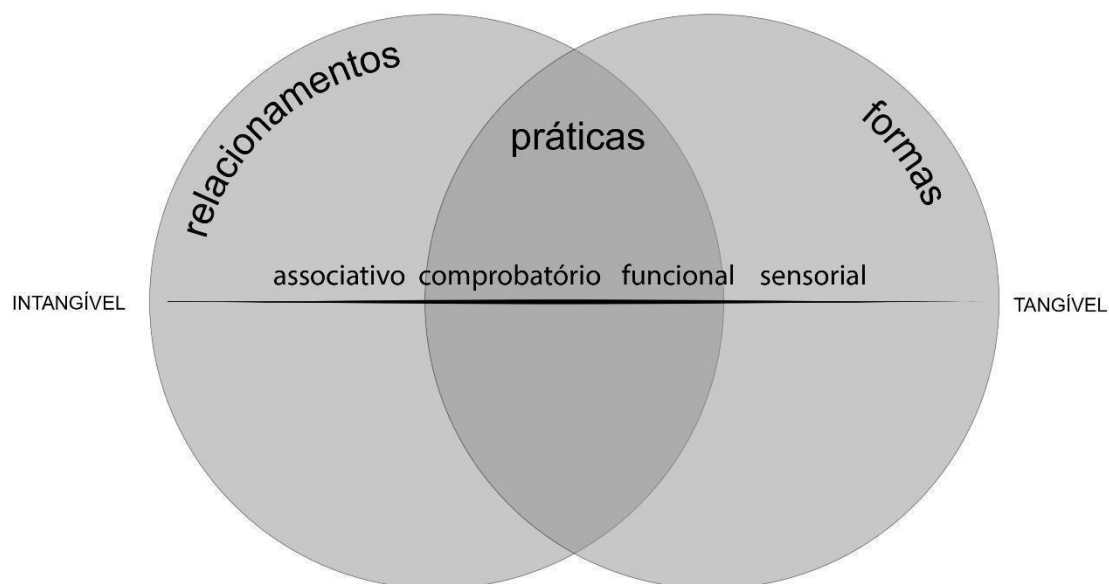 relacionamentos
práticas
formas
associativo comprobatório funcional sensorial
INTANGÍVEL
TANGÍVEL